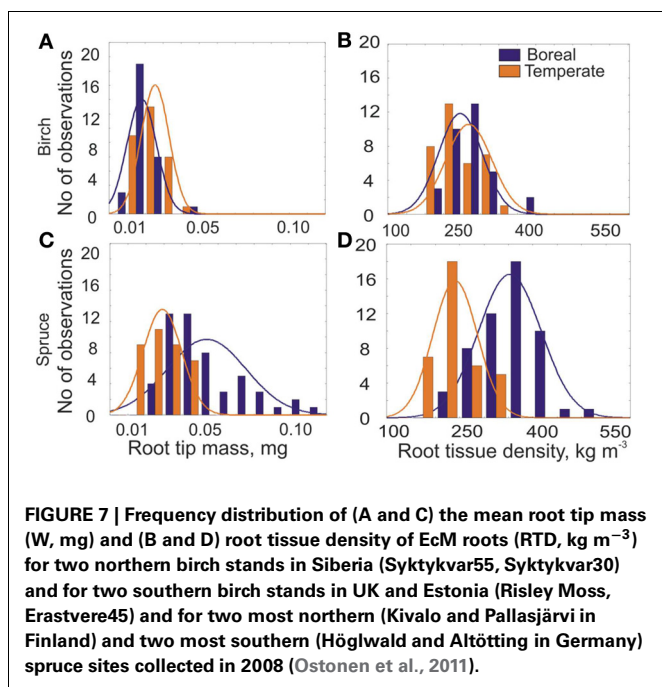 A
20
16
12
8
4
0
Birch
No of observations
0.01
0.05
0.10
B
20
16
12
8
4
0
Boreal
Temperate
100
250
400
550
C
20
16
12
8
4
0
Spruce
No of observations
0.01
0.05
0.10
Root tip mass, mg
D
20
16
12
8
4
0
100
250
400
550
Root tissue density, kg m⁻³
FIGURE 7 | Frequency distribution of (A and C) the mean root tip mass
(W, mg) and (B and D) root tissue density of EcM roots (RTD, kg m⁻³)
for two northern birch stands in Siberia (Syktykvar55, Syktykvar30)
and for two southern birch stands in UK and Estonia (Risley Moss,
Erastvere45) and for two most northern (Kivalo and Pallasjärvi in
Finland) and two most southern (Höglwald and Altötting in Germany)
spruce sites collected in 2008 (Ostonen et al., 2011).